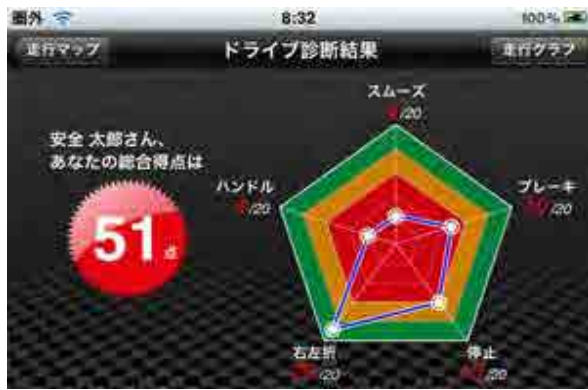 圏外
8:32
100%
走行マップ
ドライブ診断結果
走行グラフ
安全 太郎さん、
あなたの総合得点は
51点
スムーズ
/20
ブレーキ
/20
停止
/20
右左折
/20
ハンドル
/20